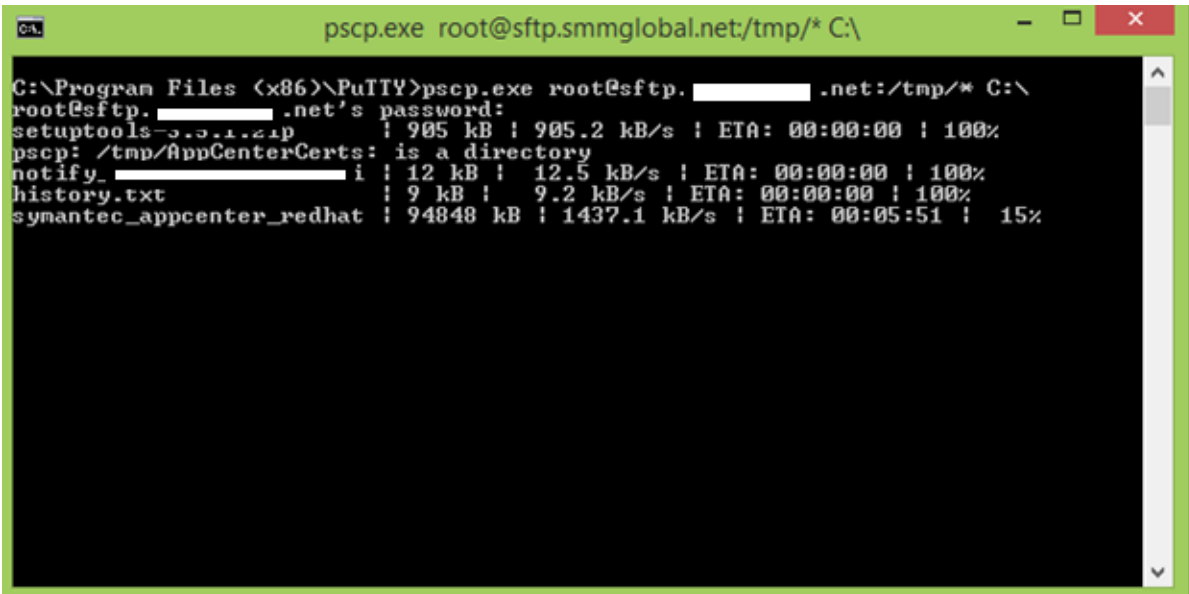 pscp.exe root@sftp.smmglobal.net:/tmp/* C:\
C:\Program Files (x86)\PuTTY>pscp.exe root@sftp. .net:/tmp/* C:\
root@sftp. .net's password:
| 905 kB | 905.2 kB/s | ETA: 00:00:00 | 100%
pscp: /tmp/AppCenterCerts: is a directory
notify_ i | 12 kB | 12.5 kB/s | ETA: 00:00:00 | 100%
history.txt | 9 kB | 9.2 kB/s | ETA: 00:00:00 | 100%
symantec_appcenter_redhat | 94848 kB | 1437.1 kB/s | ETA: 00:05:51 | 15%